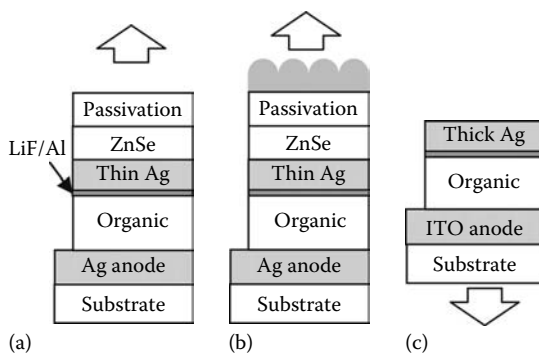 LiF/Al
Passivation
ZnSe
Thin Ag
Organic
Ag anode
Substrate
(a)
Passivation
ZnSe
Thin Ag
Organic
Ag anode
Substrate
(b)
Thick Ag
Organic
ITO anode
Substrate
(c)